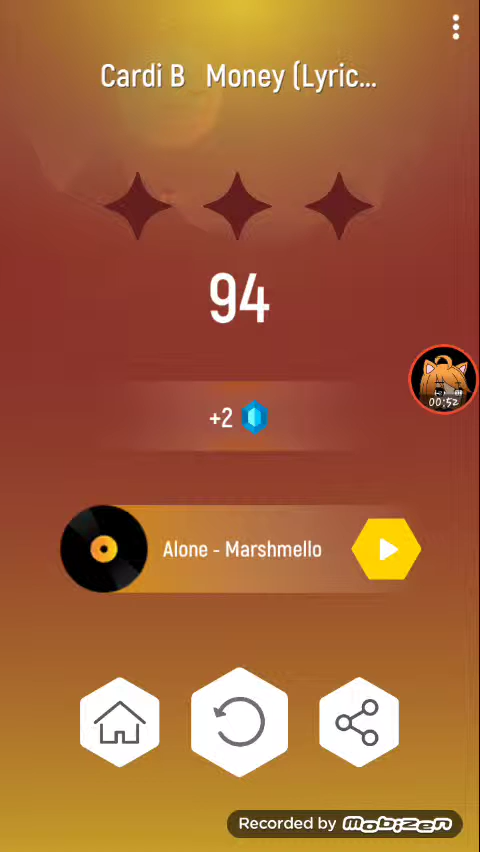 Cardi B Money (Lyric...
94
+2
00:52
Alone - Marshmello
Recorded by mobizen